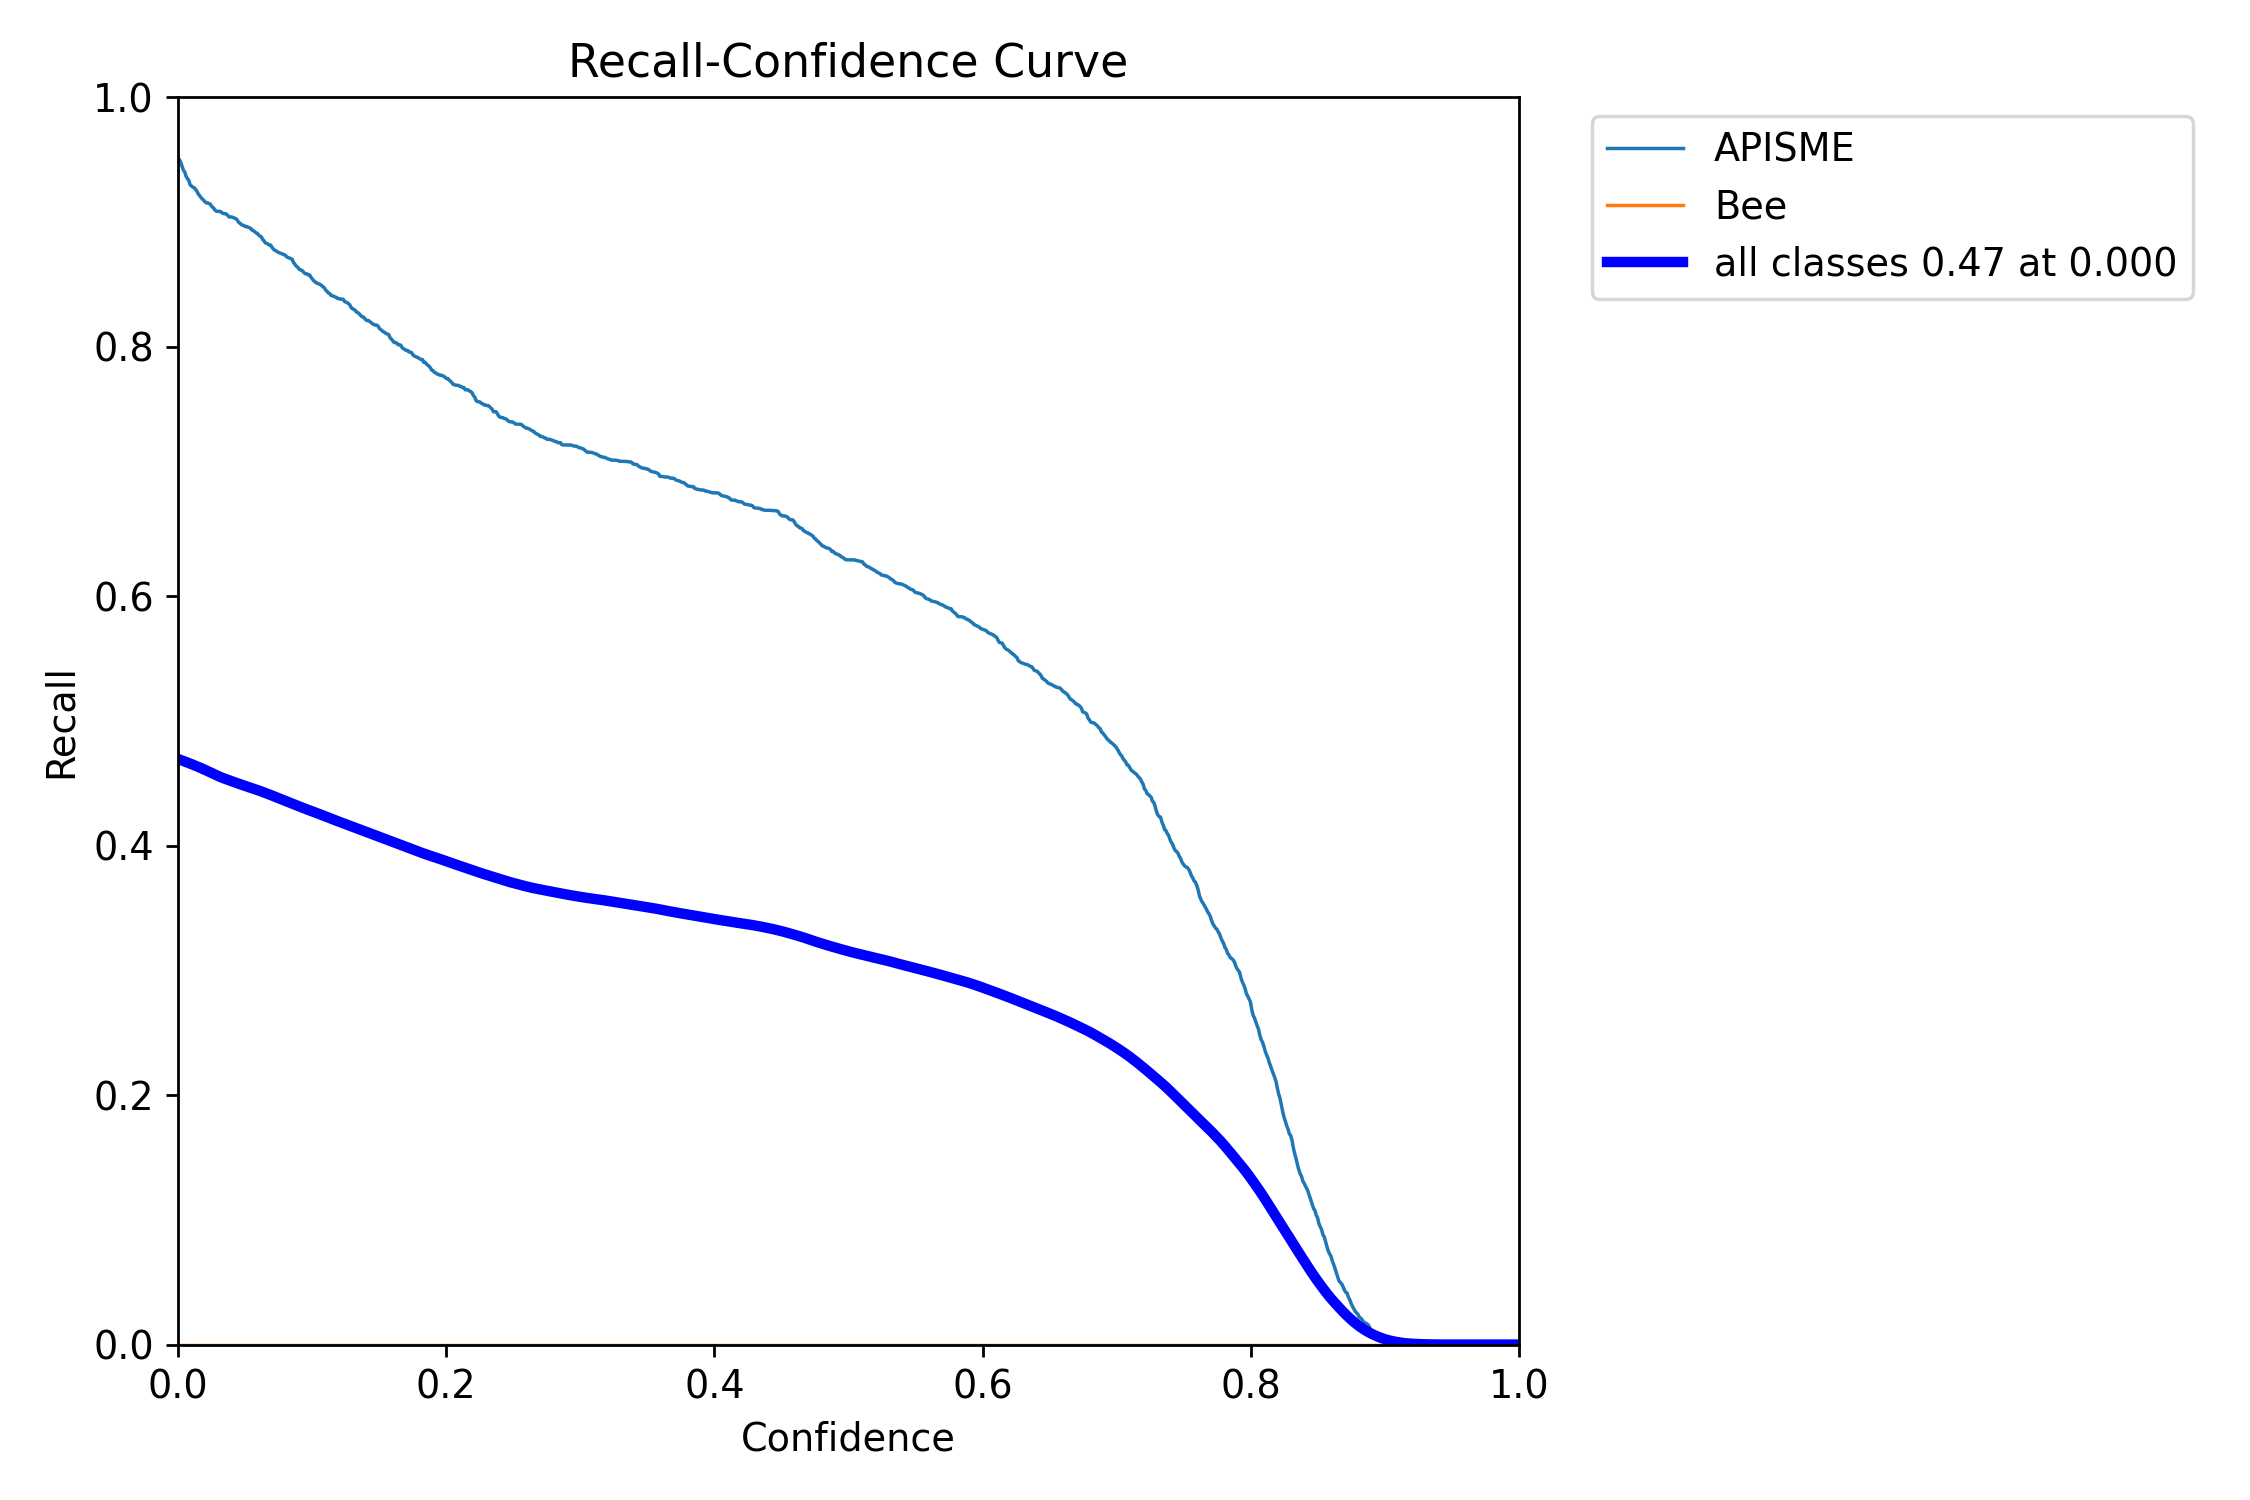 Recall-Confidence Curve
1.0
0.8
0.6
0.4
0.2
0.0
Recall
0.0 0.2 0.4 0.6 0.8 1.0
Confidence
APISME
Bee
all classes 0.47 at 0.000